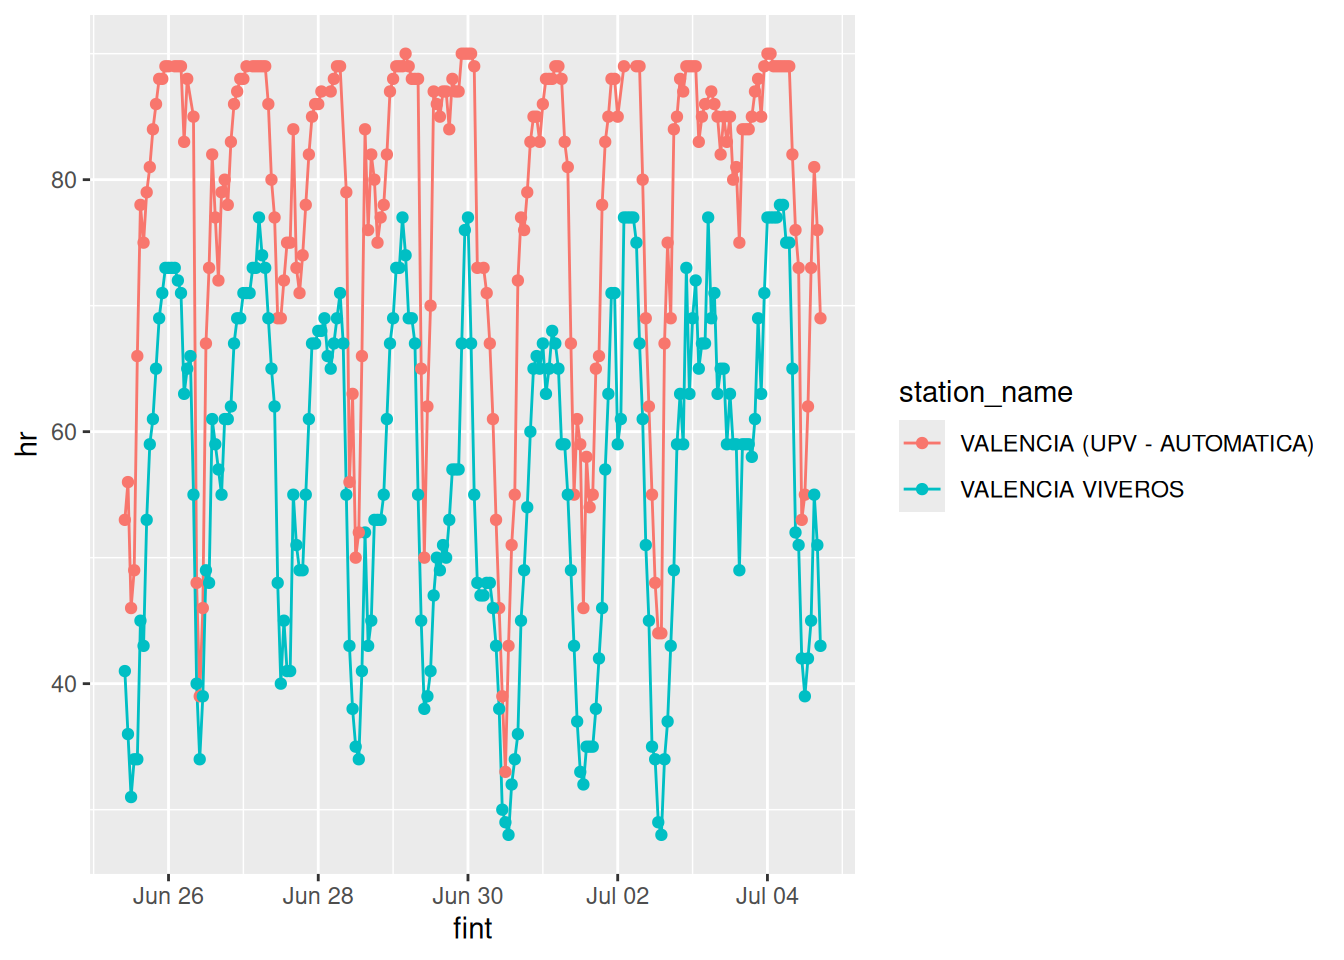 hr
80
60
40
Jun 26
Jun 28
Jun 30
Jul 02
Jul 04
fint
station_name
VALENCIA (UPV - AUTOMATICA)
VALENCIA VIVEROS